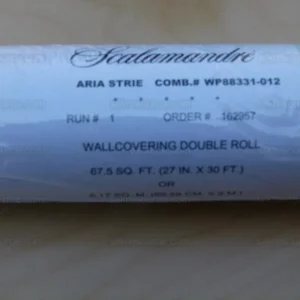 Scalamandre
ARIA STRIE COMB.# WP88331-012
* * * * *
RUN # 1 ORDER # 162957
WALLCOVERING DOUBLE ROLL
67.5 SQ. FT. (27 IN. X 30 FT.)
OR